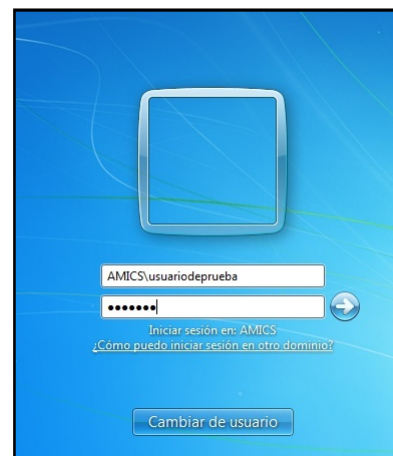 AMICS\usuariodeprueba
•••••••
Iniciar sesión en: AMICS
¿Cómo puedo iniciar sesión en otro dominio?
Cambiar de usuario